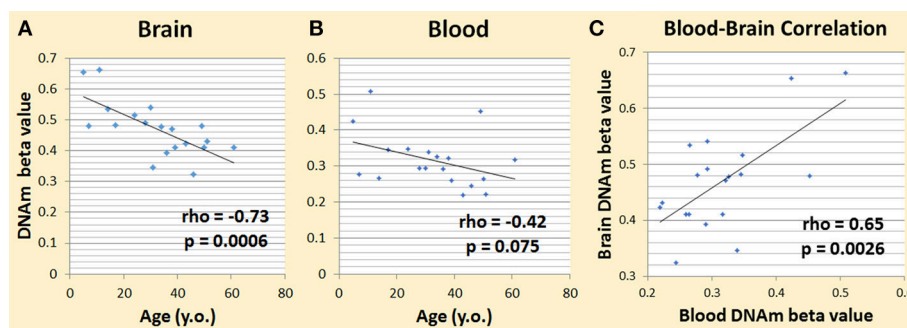 A
Brain
DNAm beta value
0.7
0.6
0.5
0.4
0.3
0.2
0.1
0
rho = -0.73
p = 0.0006
0
20
40
60
80
Age (y.o.)
B
Blood
0.6
0.5
0.4
0.3
0.2
0.1
0
rho = -0.42
p = 0.075
0
20
40
60
80
Age (y.o.)
C
Blood-Brain Correlation
Brain DNAm beta value
0.7
0.6
0.5
0.4
0.3
rho = 0.65
p = 0.0026
0.2
0.3
0.4
0.5
Blood DNAm beta value